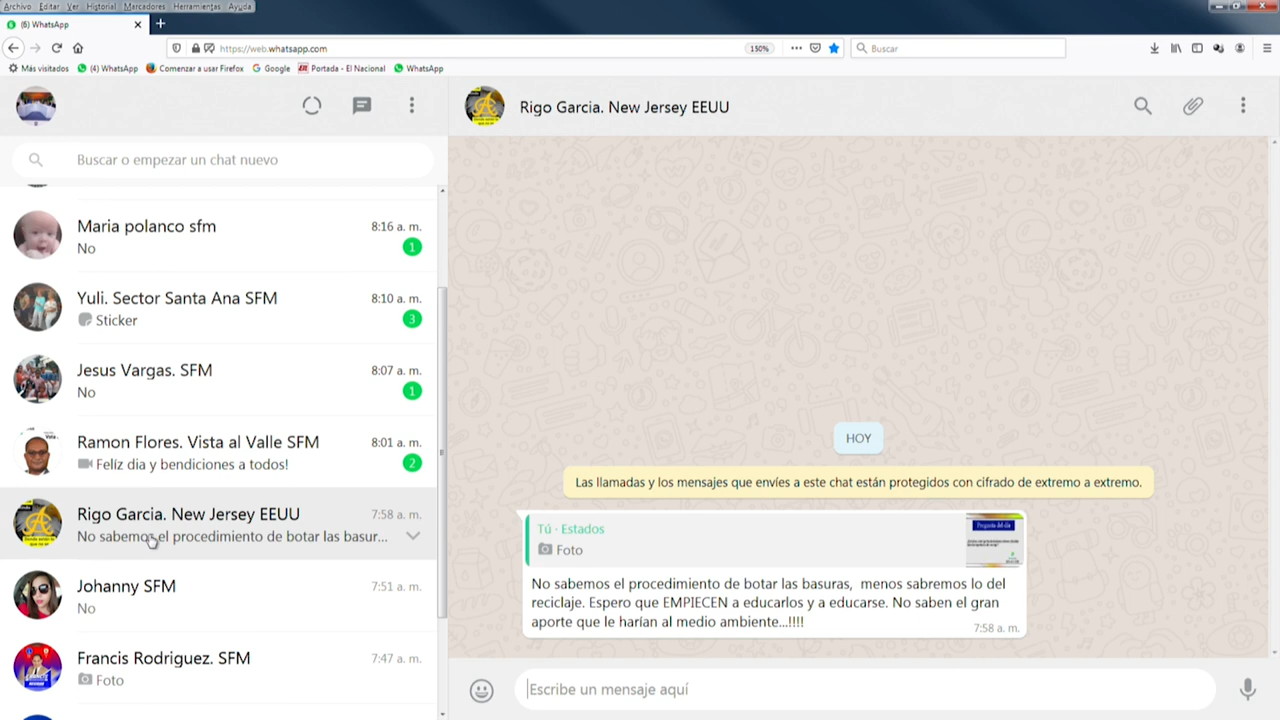 Archivo Editar Ver Historial Marcadores Herramientas Ayuda
(6) WhatsApp
https://web.whatsapp.com
150%
Buscar
Más visitados
(4) WhatsApp
Comenzar a usar Firefox
Google
Portada - El Nacional
WhatsApp
Rigo Garcia. New Jersey EEUU
Buscar o empezar un chat nuevo
Maria polanco sfm
8:16 a. m.
No
1
Yuli. Sector Santa Ana SFM
8:10 a. m.
Sticker
3
Jesus Vargas. SFM
8:07 a. m.
No
1
Ramon Flores. Vista al Valle SFM
8:01 a. m.
Felíz dia y bendiciones a todos!
2
Rigo Garcia. New Jersey EEUU
7:58 a. m.
No sabemos el procedimiento de botar las basur...
Johanny SFM
7:51 a. m.
No
Francis Rodriguez. SFM
7:47 a. m.
Foto
HOY
Las llamadas y los mensajes que envíes a este chat están protegidos con cifrado de extremo a extremo.
Tú · Estados
Foto
Pregunta del día
No sabemos el procedimiento de botar las basuras, menos sabremos lo del
reciclaje. Espero que EMPIECEN a educarlos y a educarse. No saben el gran
aporte que le harían al medio ambiente...!!!!
7:58 a. m.
Escribe un mensaje aquí